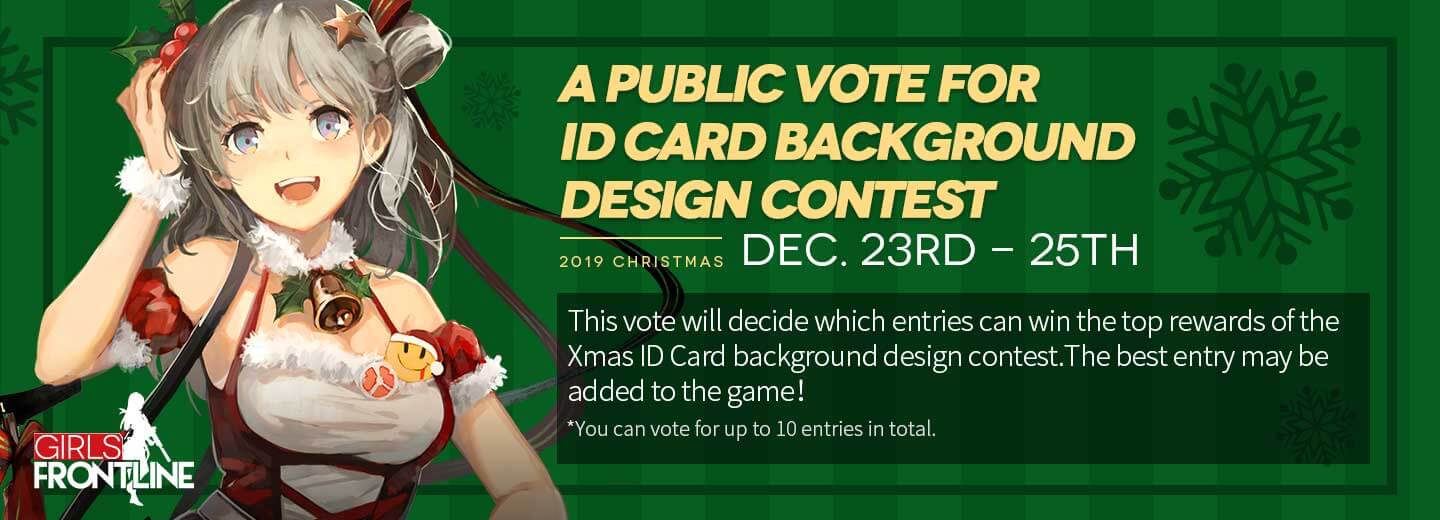 A PUBLIC VOTE FOR
ID CARD BACKGROUND
DESIGN CONTEST
2019 CHRISTMAS
DEC. 23RD – 25TH
This vote will decide which entries can win the top rewards of the
Xmas ID Card background design contest.The best entry may be
added to the game!
*You can vote for up to 10 entries in total.
GIRLS'
FRONTLINE